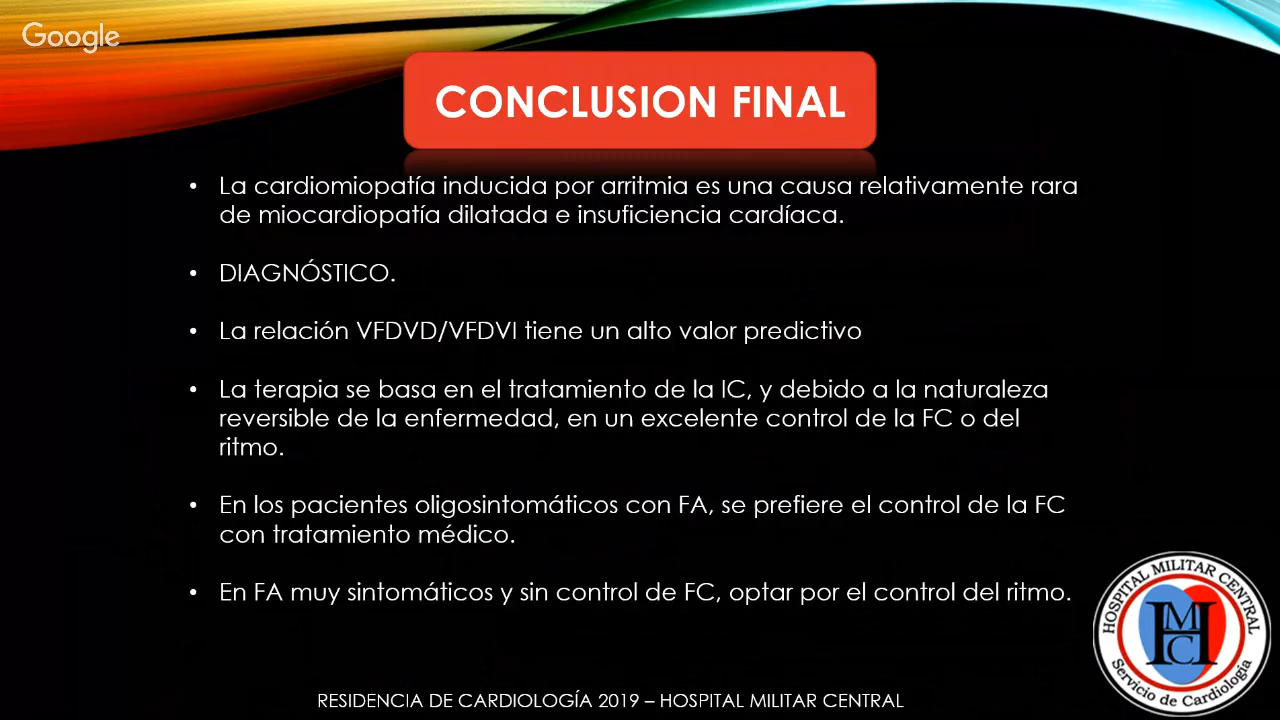 Google
CONCLUSION FINAL
• La cardiomiopatía inducida por arritmia es una causa relativamente rara
de miocardiopatía dilatada e insuficiencia cardíaca.
• DIAGNÓSTICO.
• La relación VFDVD/VFDVI tiene un alto valor predictivo
• La terapia se basa en el tratamiento de la IC, y debido a la naturaleza
reversible de la enfermedad, en un excelente control de la FC o del
ritmo.
• En los pacientes oligosintomáticos con FA, se prefiere el control de la FC
con tratamiento médico.
• En FA muy sintomáticos y sin control de FC, optar por el control del ritmo.
HOSPITAL MILITAR CENTRAL
HMC
Servicio de Cardiología
RESIDENCIA DE CARDIOLOGÍA 2019 – HOSPITAL MILITAR CENTRAL